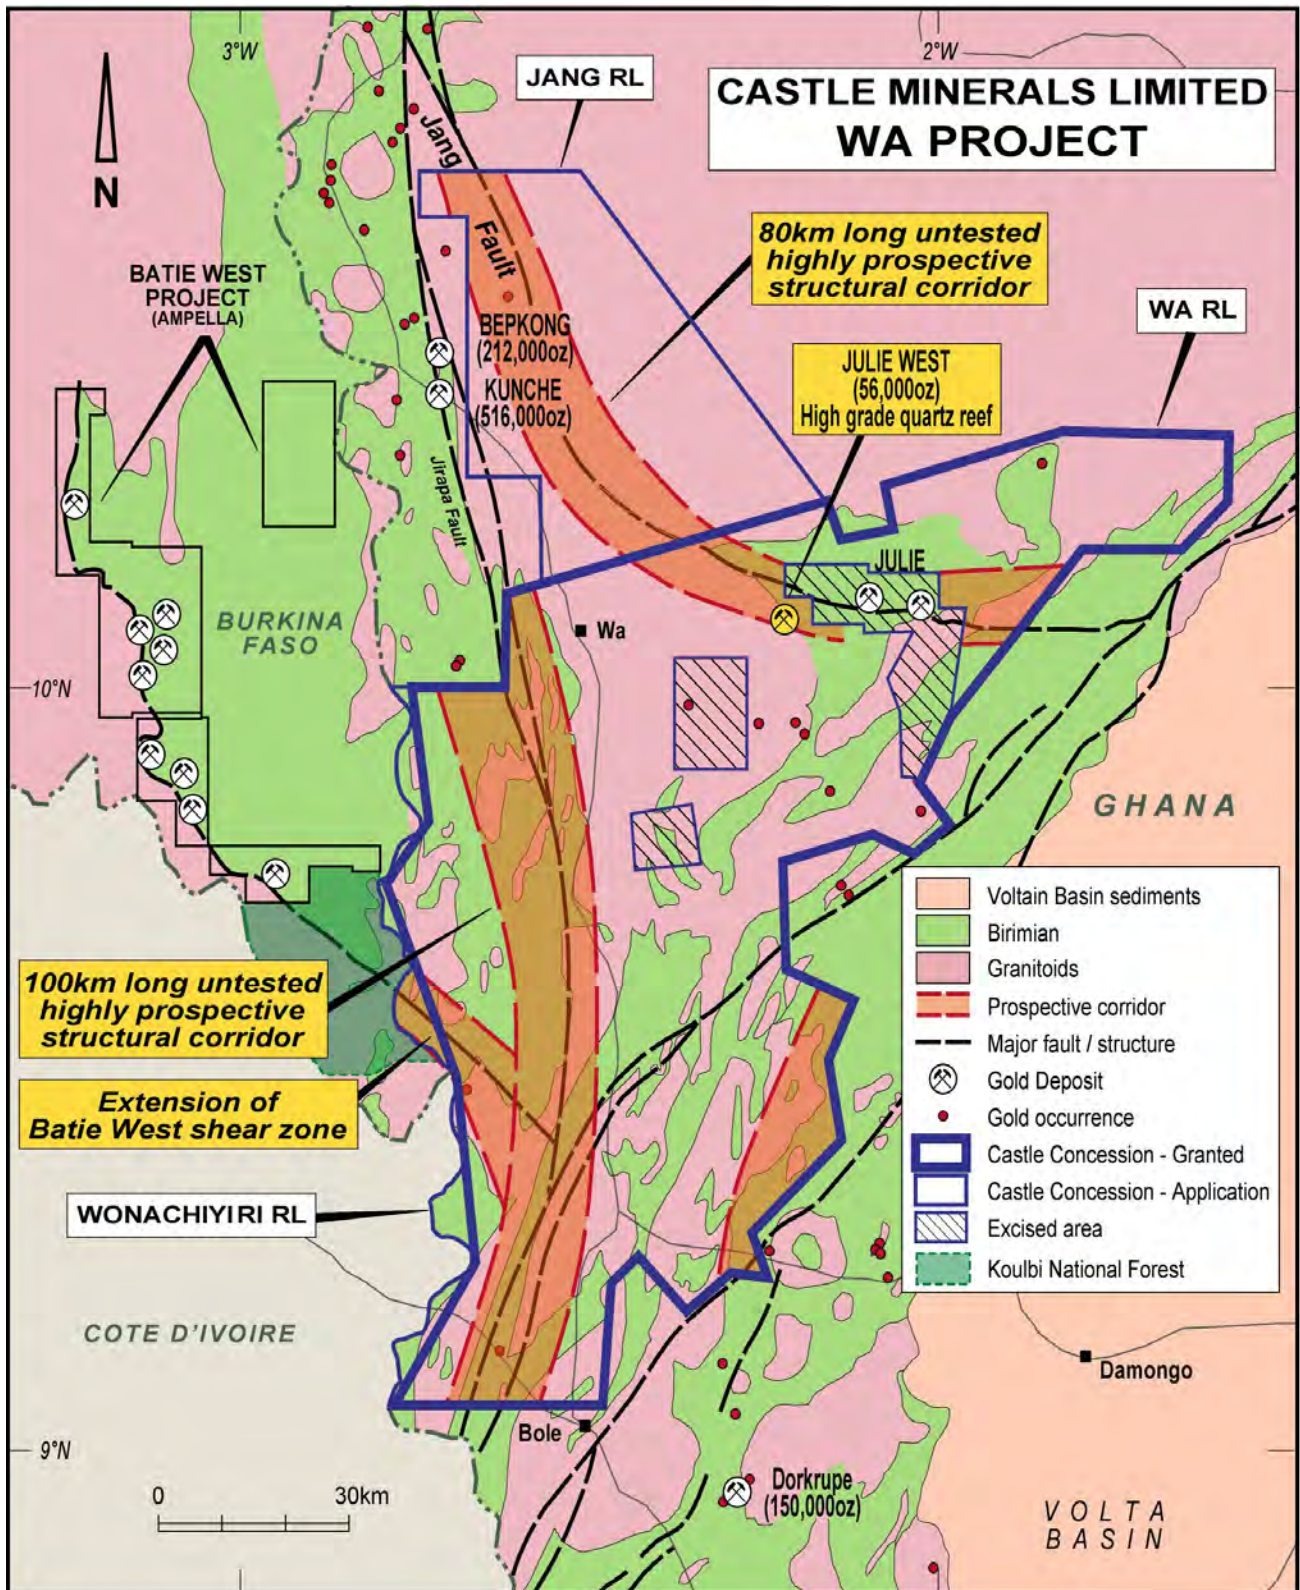 3°W
2°W
JANG RL
CASTLE MINERALS LIMITED
WA PROJECT
N
Jang
Fault
80km long untested
highly prospective
structural corridor
BATIE WEST
PROJECT
(AMPELLA)
WA RL
BEPKONG
(212,000oz)
KUNCHE
(516,000oz)
JULIE WEST
(56,000oz)
High grade quartz reef
Jirapa Fault
JULIE
BURKINA
FASO
Wa
10°N
GHANA
Voltain Basin sediments
Birimian
Granitoids
Prospective corridor
Major fault / structure
Gold Deposit
Gold occurrence
Castle Concession - Granted
Castle Concession - Application
Excised area
Koulbi National Forest
100km long untested
highly prospective
structural corridor
Extension of
Batie West shear zone
WONACHIYIRI RL
COTE D'IVOIRE
Damongo
Bole
9°N
0
30km
Dorkrupe
(150,000oz)
VOLTA
BASIN